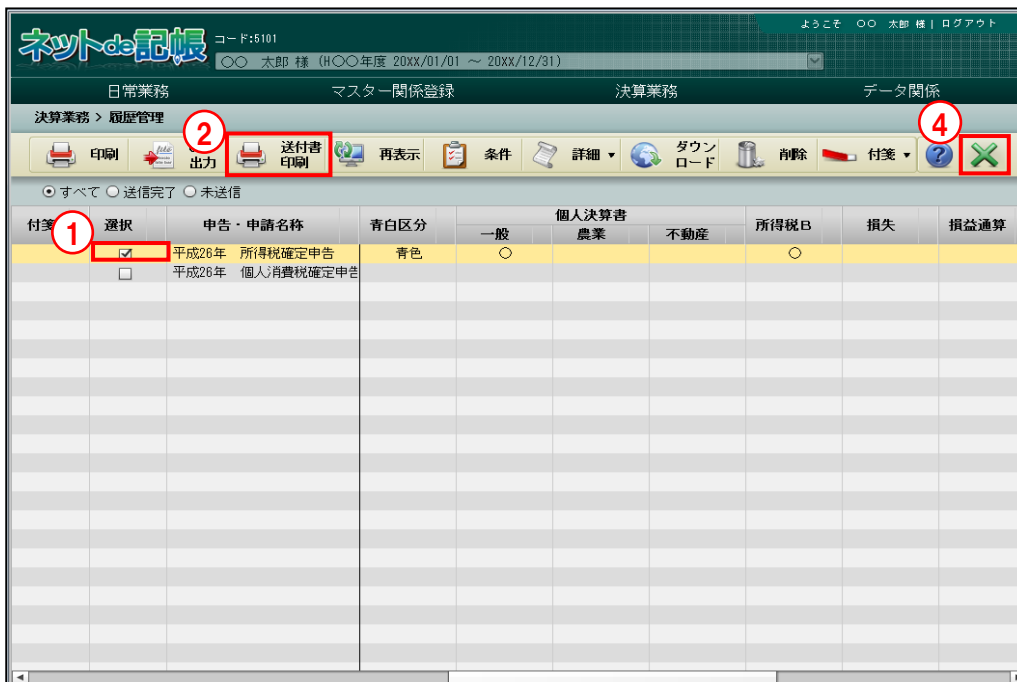 ようこそ 〇〇 太郎 様 | ログアウト
ネットde記帳
コード:5101
〇〇 太郎 様 (H〇〇年度 20XX/01/01 ～ 20XX/12/31)
日常業務 マスター関係登録 決算業務 データ関係
決算業務 > 履歴管理
② ④
印刷 出力 送付書印刷 再表示 条件 詳細▼ ダウンロード 削除 付箋▼ ?
すべて 送信完了 未送信
①
付箋 選択 申告・申請名称 青白区分 個人決算書 所得税B 損失 損益通算
一般 農業 不動産
平成26年 所得税確定申告 青色 ○ ○
平成26年 個人消費税確定申告